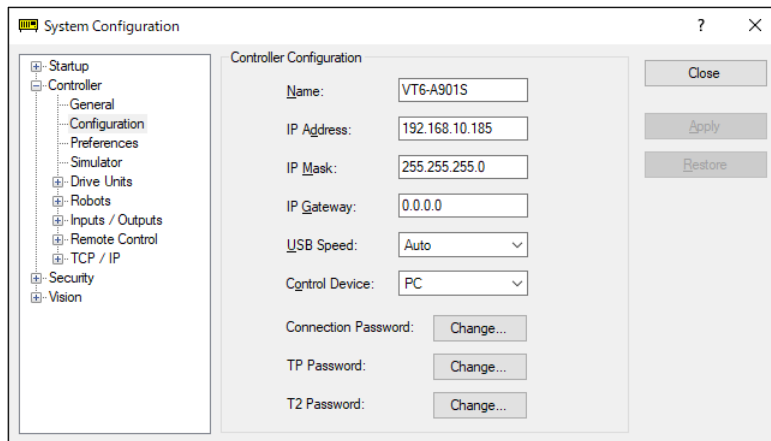 System Configuration
? ×
Startup
Controller
General
Configuration
Preferences
Simulator
Drive Units
Robots
Inputs / Outputs
Remote Control
TCP / IP
Security
Vision
Controller Configuration
Name: VT6-A901S
IP Address: 192.168.10.185
IP Mask: 255.255.255.0
IP Gateway: 0.0.0.0
USB Speed: Auto
Control Device: PC
Connection Password: Change...
TP Password: Change...
T2 Password: Change...
Close
Apply
Restore